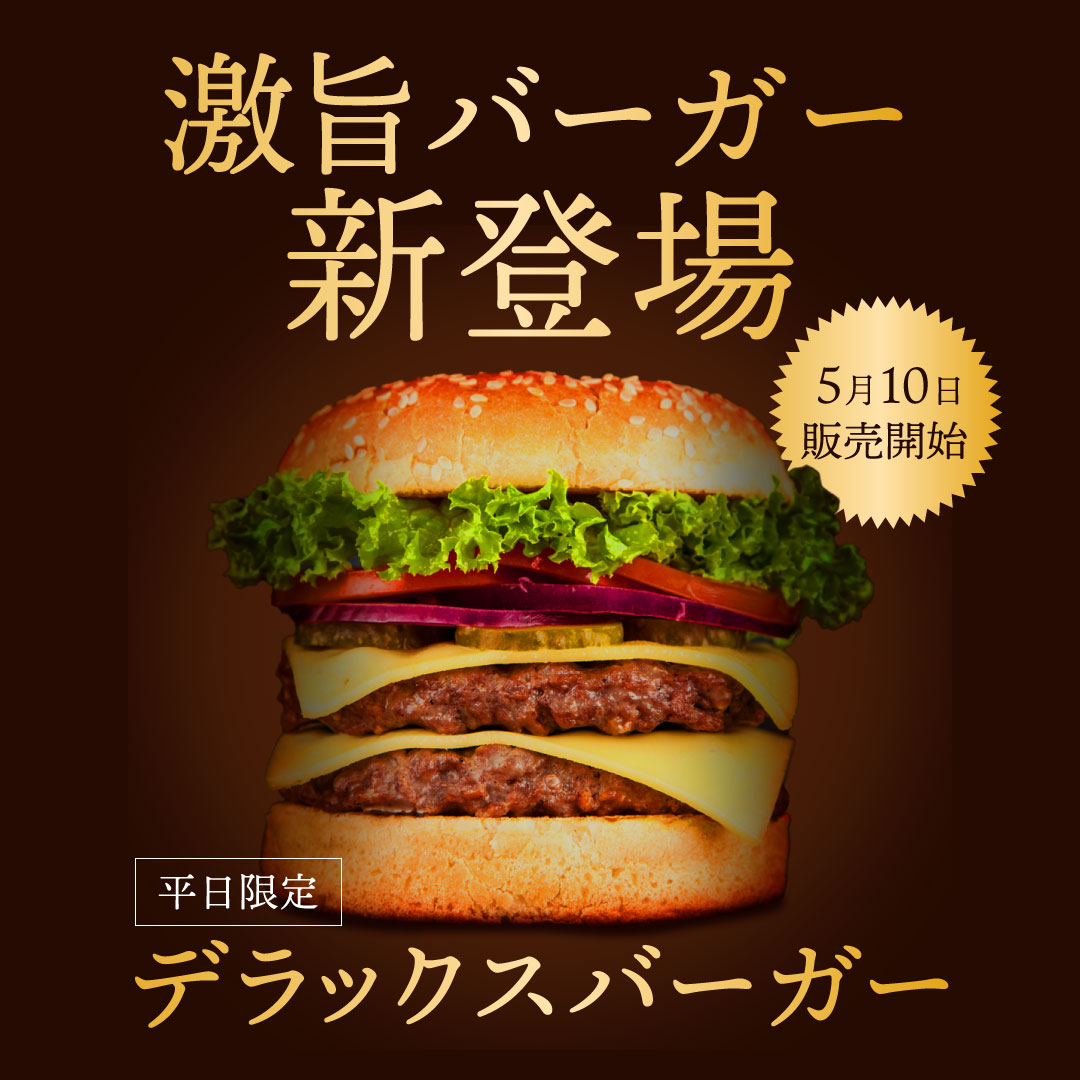 激旨バーガー
新登場
5月10日
販売開始
平日限定
デラックスバーガー